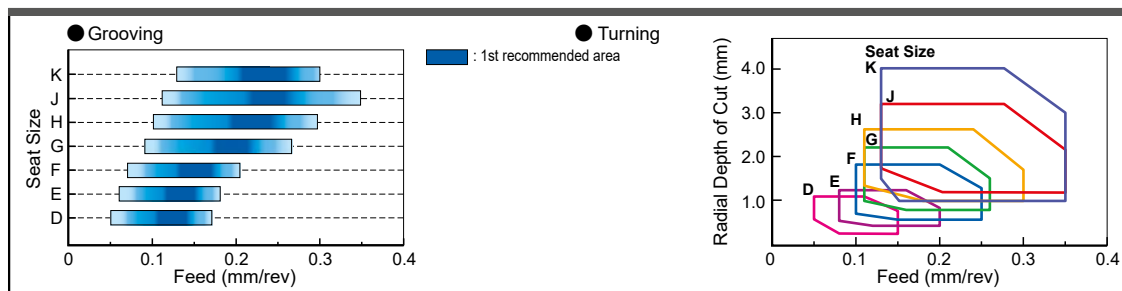 ● Grooving
: 1st recommended area
Seat Size
K
J
H
G
F
E
D
0
0.1
0.2
0.3
0.4
Feed (mm/rev)
● Turning
Radial Depth of Cut (mm)
4.0
3.0
2.0
1.0
Seat Size
K
J
H
G
F
E
D
0
0.1
0.2
0.3
0.4
Feed (mm/rev)